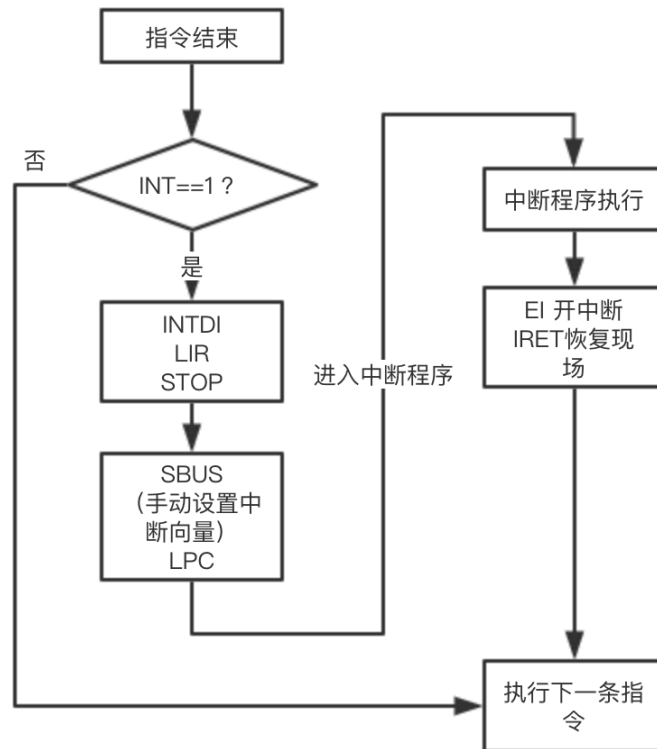 指令结束
否
INT==1？
是
INTDI
LIR
STOP
SBUS
（手动设置中
断向量）
LPC
进入中断程序
中断程序执行
EI 开中断
IRET恢复现
场
执行下一条指
令